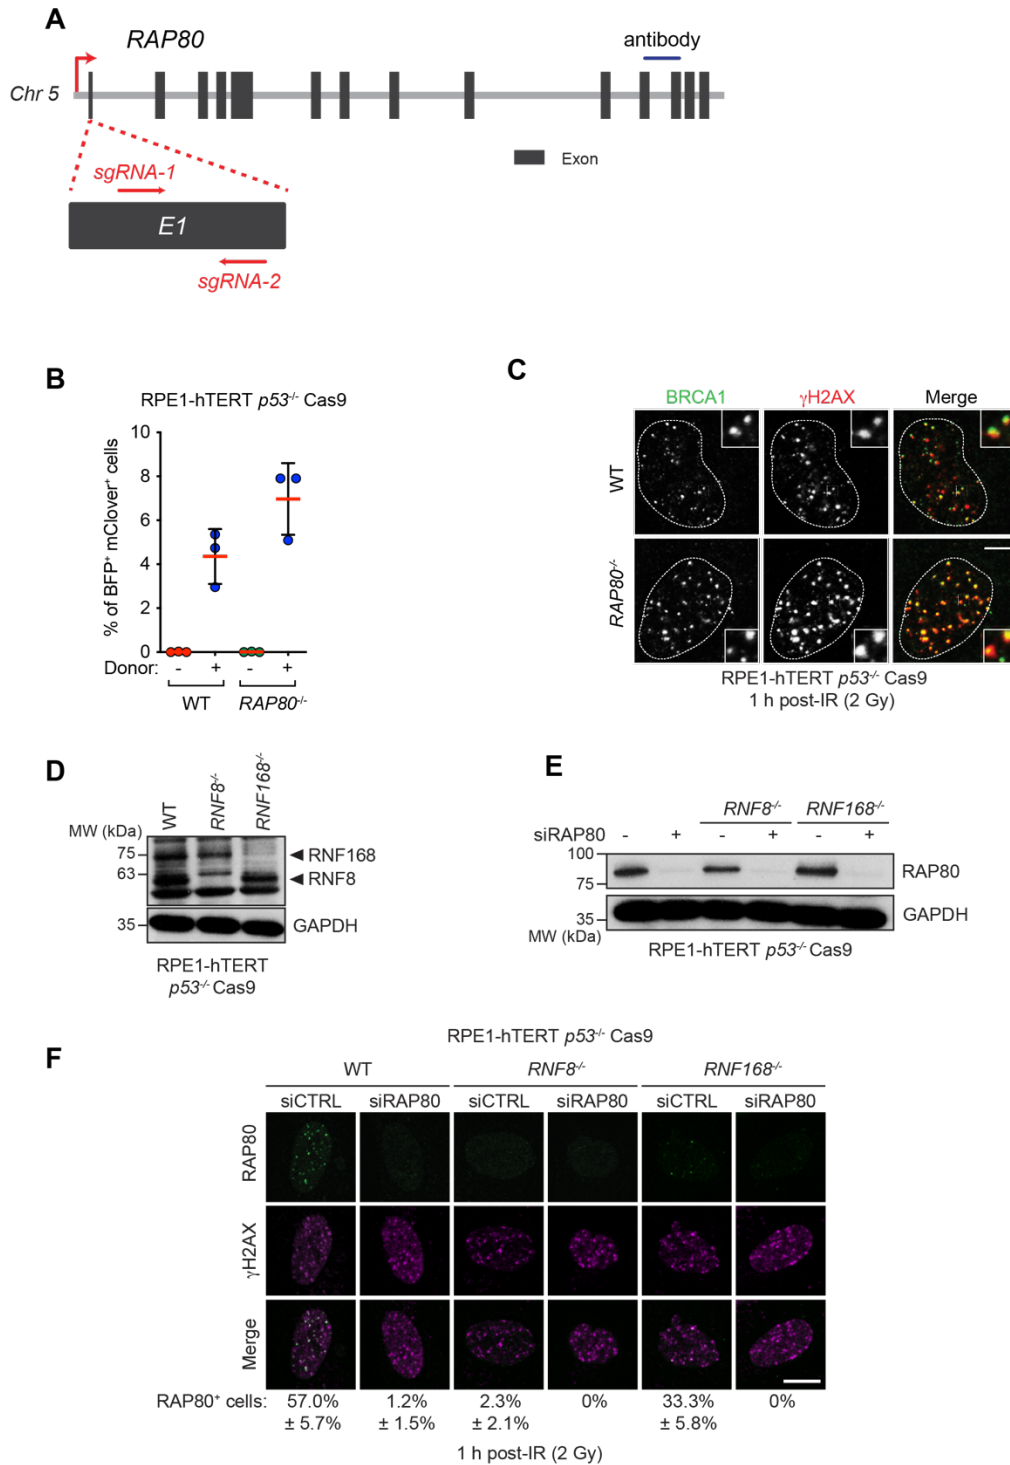 A
RAP80
antibody
Chr 5
sgRNA-1
Exon
E1
sgRNA-2
B
RPE1-hTERT p53-/- Cas9
% of BFP+ mClover+ cells
10
8
6
4
2
0
Donor: - + - +
WT RAP80-/-
C
BRCA1 γH2AX Merge
WT
RAP80-/-
RPE1-hTERT p53-/- Cas9
1 h post-IR (2 Gy)
D
WT RNF8-/- RNF168-/-
MW (kDa)
75
RNF168
63
RNF8
35
GAPDH
RPE1-hTERT
p53-/- Cas9
E
RNF8-/- RNF168-/-
siRAP80 - + - + - +
100
RAP80
75
35
GAPDH
MW (kDa)
RPE1-hTERT p53-/- Cas9
F
RPE1-hTERT p53-/- Cas9
WT RNF8-/- RNF168-/-
siCTRL siRAP80 siCTRL siRAP80 siCTRL siRAP80
RAP80
γH2AX
Merge
RAP80+ cells: 57.0% 1.2% 2.3% 0% 33.3% 0%
± 5.7% ± 1.5% ± 2.1% ± 5.8%
1 h post-IR (2 Gy)